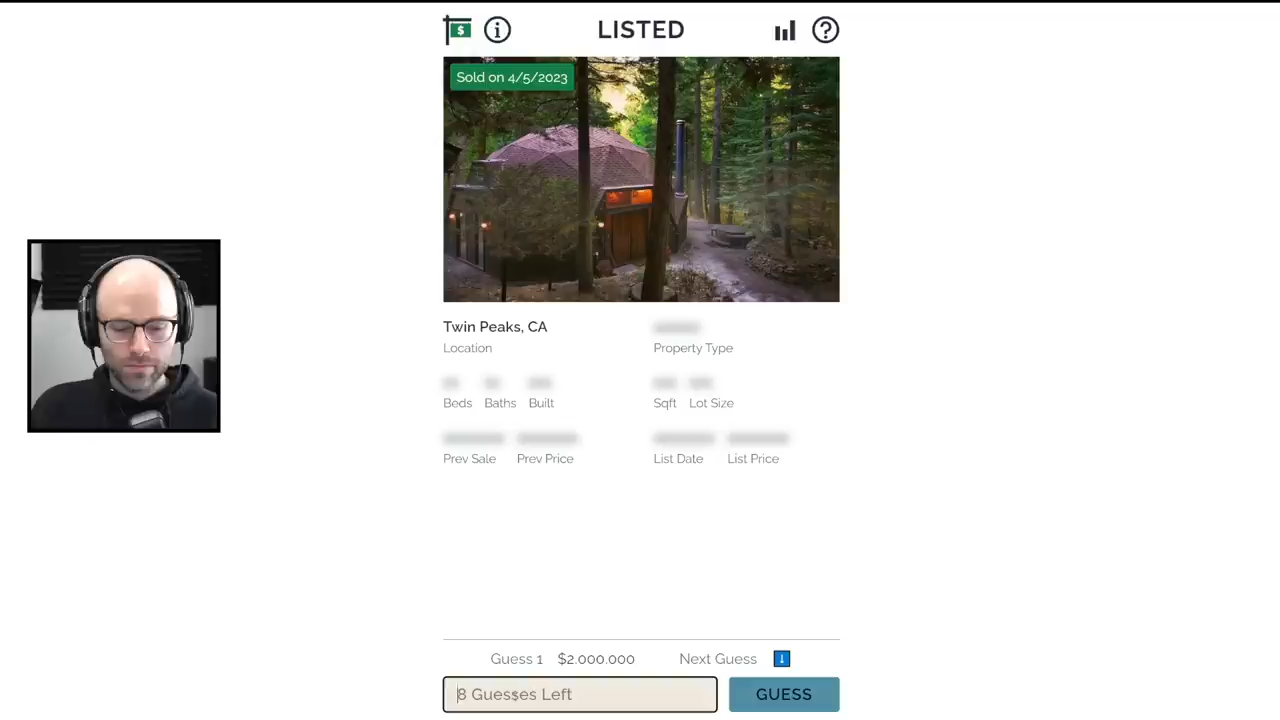 LISTED
Sold on 4/5/2023
Twin Peaks, CA
Location
Property Type
Beds Baths Built
Sqft Lot Size
Prev Sale Prev Price
List Date List Price
Guess 1 $2.000.000 Next Guess
8 Guesses Left
GUESS